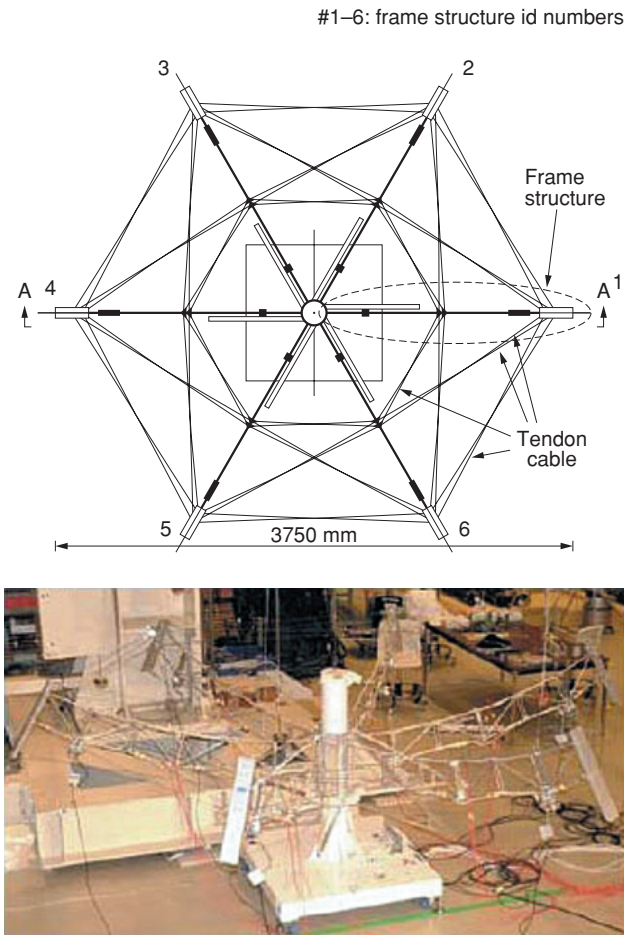 #1–6: frame structure id numbers
3
2
Frame
structure
A
4
A
1
Tendon
cable
5
6
3750 mm